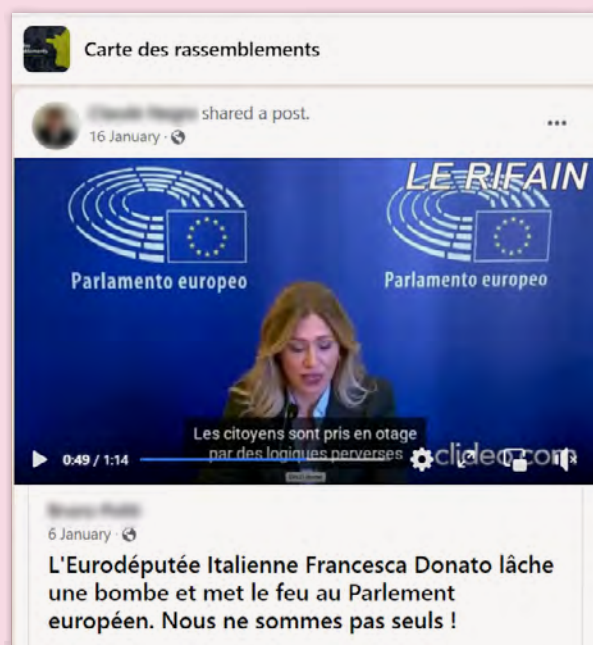 Carte des rassemblements
shared a post.
16 January ·
LE RIFAIN
Parlamento europeo
Parlamento europeo
Les citoyens sont pris en otage
par des logiques perverses
clideo.com
0:49 / 1:14
6 January ·
L'Eurodéputée Italienne Francesca Donato lâche
une bombe et met le feu au Parlement
européen. Nous ne sommes pas seuls !